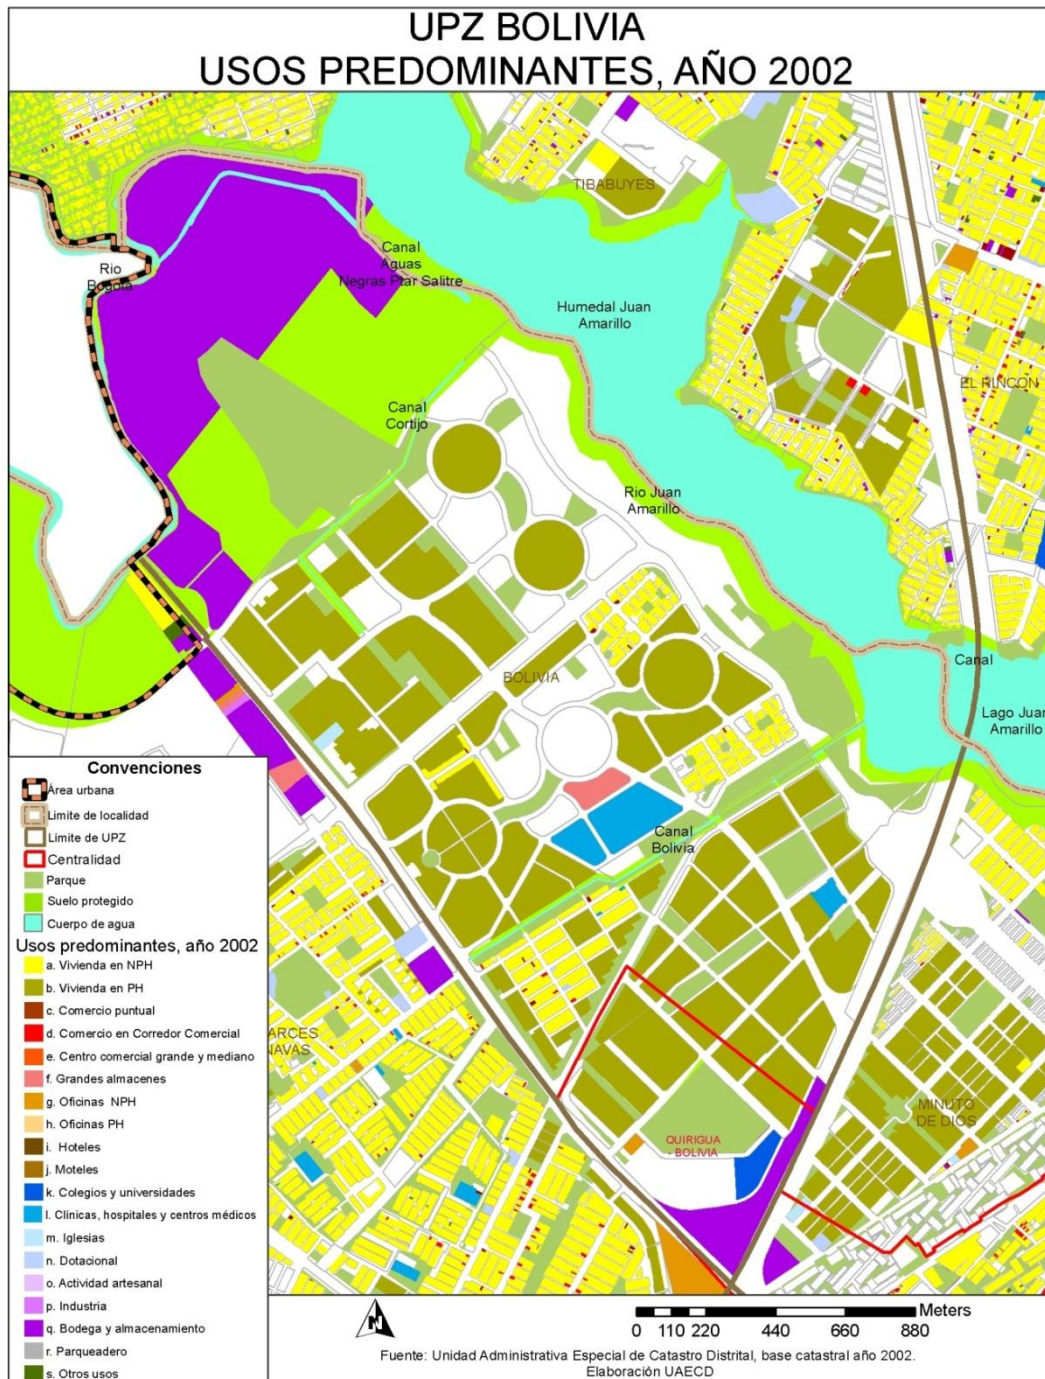 UPZ BOLIVIA
USOS PREDOMINANTES, AÑO 2002
TIBABUYES
Canal
Aguas
Negras Ptar Salitre
Rio
Bogotá
Humedal Juan
Amarillo
EL RINCON
Canal
Cortijo
Rio Juan
Amarillo
BOLIVIA
Canal
Lago Juan
Amarillo
Canal
Bolivia
ARCES
NAVAS
MINUTO
DE DIOS
QUIRIGUA
- BOLIVIA
Convenciones
Área urbana
Limite de localidad
Limite de UPZ
Centralidad
Parque
Suelo protegido
Cuerpo de agua
Usos predominantes, año 2002
a. Vivienda en NPH
b. Vivienda en PH
c. Comercio puntual
d. Comercio en Corredor Comercial
e. Centro comercial grande y mediano
f. Grandes almacenes
g. Oficinas NPH
h. Oficinas PH
i. Hoteles
j. Moteles
k. Colegios y universidades
l. Clínicas, hospitales y centros médicos
m. Iglesias
n. Dotacional
o. Actividad artesanal
p. Industria
q. Bodega y almacenamiento
r. Parqueadero
s. Otros usos
N
Meters
0 110 220 440 660 880
Fuente: Unidad Administrativa Especial de Catastro Distrital, base catastral año 2002.
Elaboración UAECD